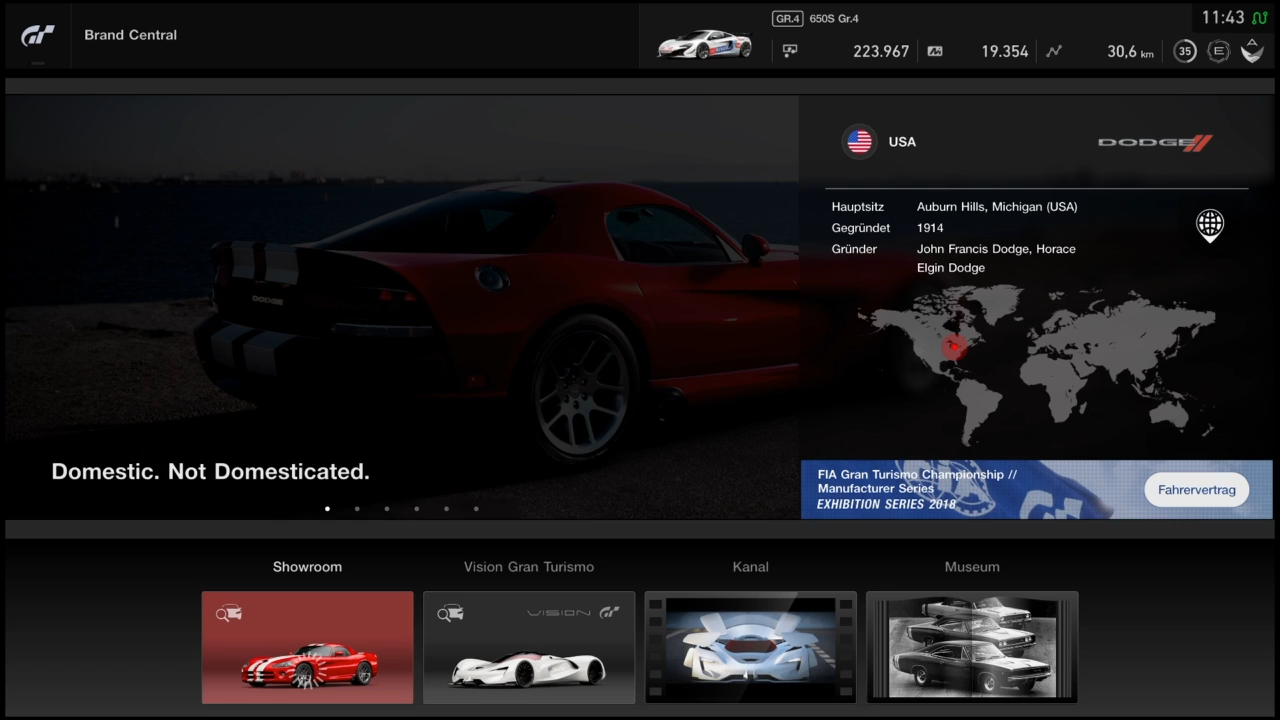 Brand Central
GR.4 650S Gr.4
11:43
223.967
19.354
30,6 km
35
E
A
USA
DODGE
Hauptsitz Auburn Hills, Michigan (USA)
Gegründet 1914
Gründer John Francis Dodge, Horace
Elgin Dodge
DODGE
Domestic. Not Domesticated.
FIA Gran Turismo Championship //
Manufacturer Series
EXHIBITION SERIES 2018
Fahrervertrag
Showroom
Vision Gran Turismo
Kanal
Museum
VISION GT